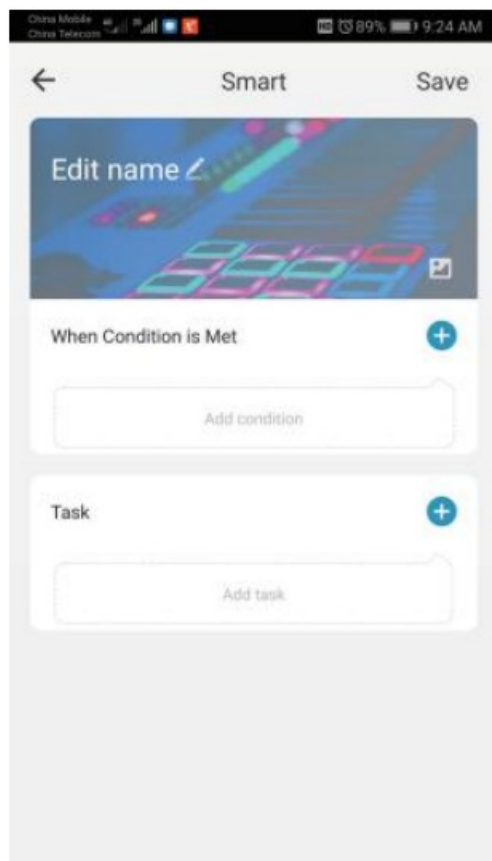 China Mobile
China Telecom
HD 89% 9:24 AM
Smart Save
Edit name
When Condition is Met
Add condition
Task
Add task